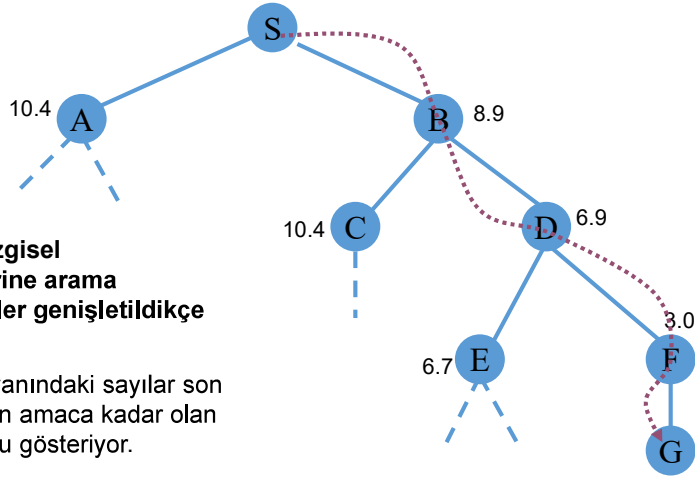 S
10.4
A
B
8.9
zgisel
rine arama
ler genişletildikçe
10.4
C
D
6.9
3.0
yanındaki sayılar son
n amaca kadar olan
u gösteriyor.
6.7
E
F
G